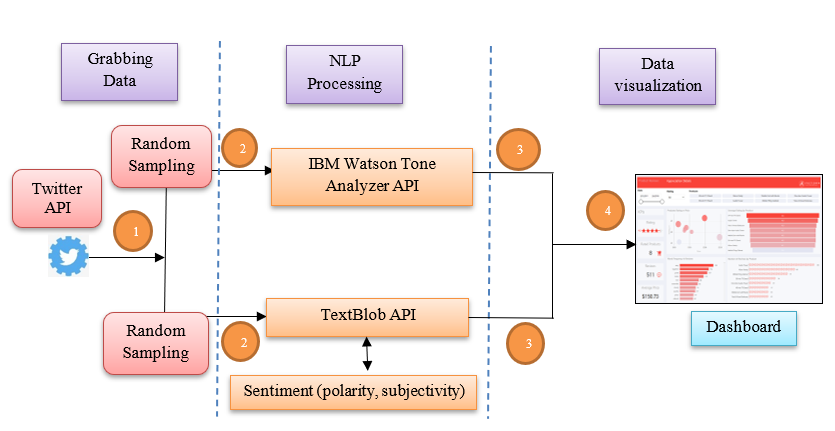 Grabbing
Data
NLP
Processing
Data
visualization
Random
Sampling
2
IBM Watson Tone
Analyzer API
3
Twitter
API
1
4
Random
Sampling
2
TextBlob API
3
Sentiment (polarity, subjectivity)
Dashboard